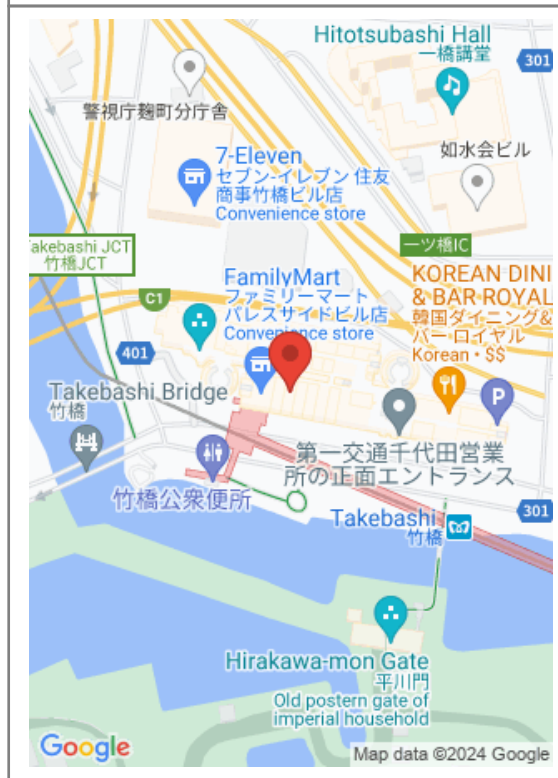 Hitotsubashi Hall
一橋講堂
301
警視庁麹町分庁舎
如水会ビル
7-Eleven
セブン-イレブン 住友
商事竹橋ビル店
Convenience store
akebashi JCT
竹橋JCT
一ツ橋IC
C1
FamilyMart
ファミリーマート
パレスサイドビル店
Convenience store
KOREAN DINI
& BAR ROYAL
韓国ダイニング&
バー ロイヤル
Korean • $$
401
Takebashi Bridge
竹橋
P
第一交通千代田営業
所の正面エントランス
竹橋公衆便所
Takebashi
竹橋
301
Hirakawa-mon Gate
平川門
Old postern gate of
imperial household
Google
Map data ©2024 Google